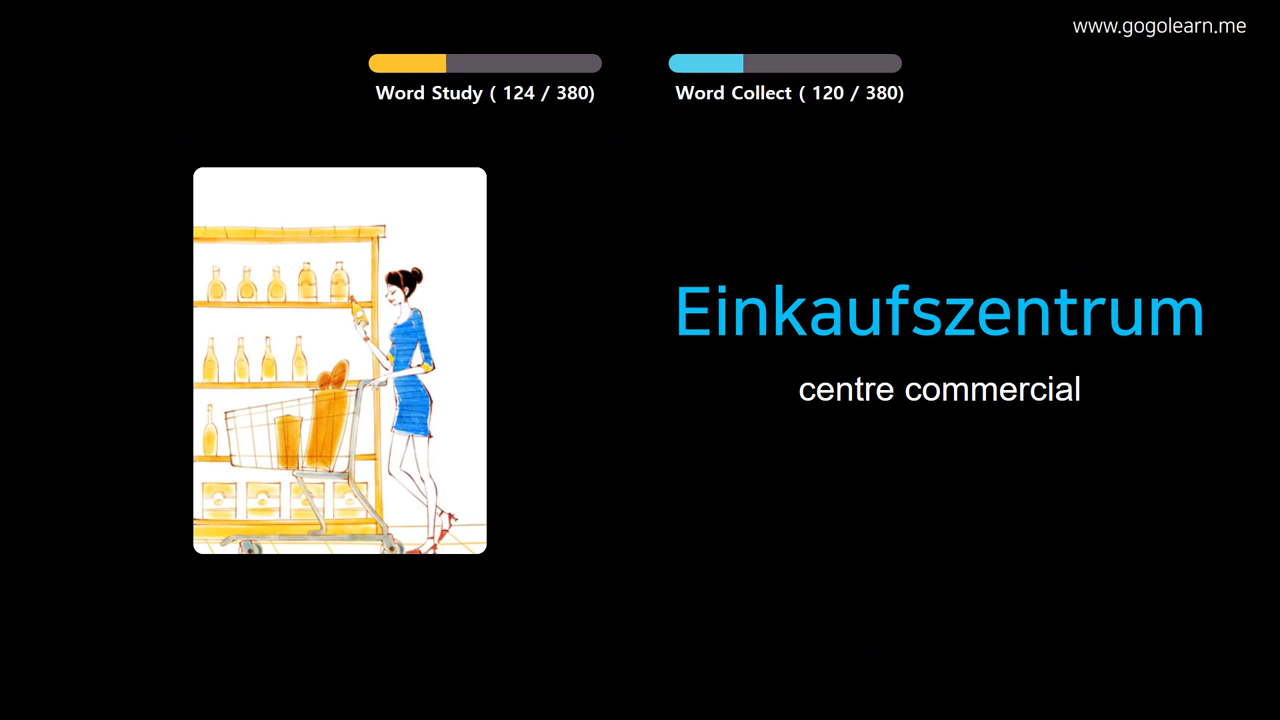 www.gogolearn.me
Word Study ( 124 / 380)
Word Collect ( 120 / 380)
Einkaufszentrum
centre commercial